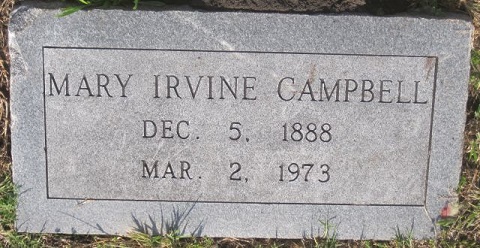 MARY IRVINE CAMPBELL
DEC. 5, 1888
MAR. 2, 1973